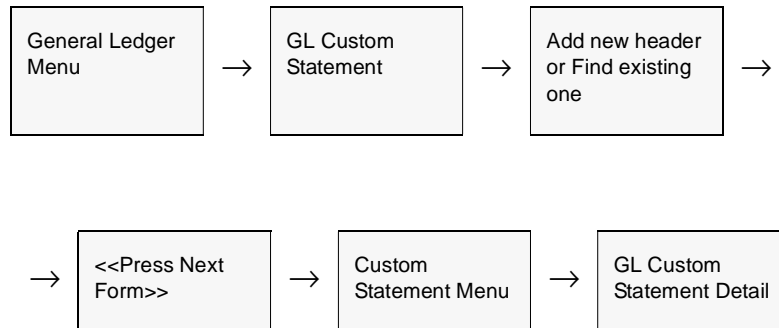 General Ledger
Menu
→
GL Custom
Statement
→
Add new header
or Find existing
one
→
→
<<Press Next
Form>>
→
Custom
Statement Menu
→
GL Custom
Statement Detail